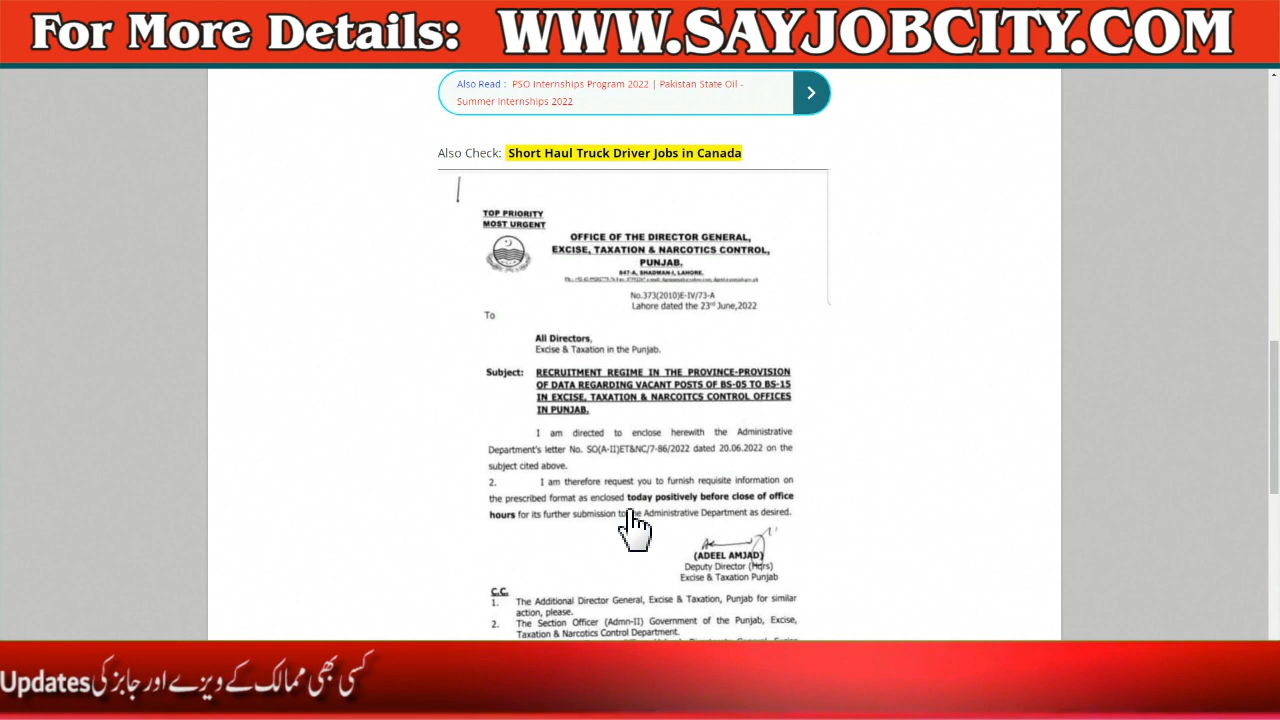 For More Details: WWW.SAYJOBCITY.COM
Also Read : PSO Internships Program 2022 | Pakistan State Oil -
Summer Internships 2022
Also Check: Short Haul Truck Driver Jobs in Canada
TOP PRIORITY
MOST URGENT
OFFICE OF THE DIRECTOR GENERAL,
EXCISE, TAXATION & NARCOTICS CONTROL,
PUNJAB.
847-A, SHADMAN-I, LAHORE.
No.373(2010)E-IV/73-A
Lahore dated the 23rd June,2022
To
All Directors,
Excise & Taxation in the Punjab.
Subject: RECRUITMENT REGIME IN THE PROVINCE-PROVISION
OF DATA REGARDING VACANT POSTS OF BS-05 TO BS-15
IN EXCISE, TAXATION & NARCOITCS CONTROL OFFICES
IN PUNJAB.
I am directed to enclose herewith the Administrative
Department's letter No. SO(A-II)ET&NC/7-86/2022 dated 20.06.2022 on the
subject cited above.
2. I am therefore request you to furnish requisite information on
the prescribed format as enclosed today positively before close of office
hours for its further submission to Administrative Department as desired.
(ADEEL AMJAD)
Deputy Director (Hqrs)
Excise & Taxation Punjab
C.C.
1. The Additional Director General, Excise & Taxation, Punjab for similar
action, please.
2. The Section Officer (Admn-II) Government of the Punjab, Excise,
Taxation & Narcotics Control Department.
کسی بھی ممالک کے ویزے اور جابز کی Updates